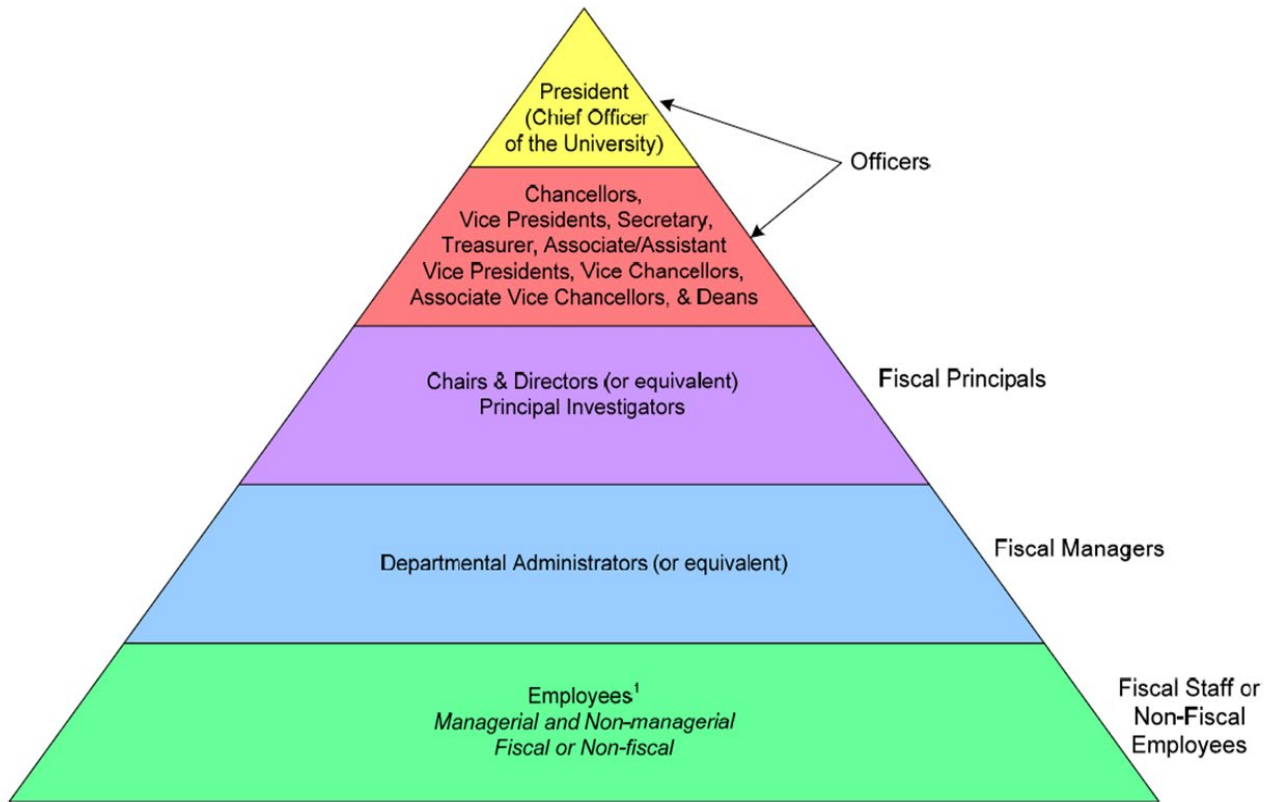 President
(Chief Officer
of the University)
Officers
Chancellors,
Vice Presidents, Secretary,
Treasurer, Associate/Assistant
Vice Presidents, Vice Chancellors,
Associate Vice Chancellors, & Deans
Chairs & Directors (or equivalent)
Principal Investigators
Fiscal Principals
Departmental Administrators (or equivalent)
Fiscal Managers
Employees¹
Managerial and Non-managerial
Fiscal or Non-fiscal
Fiscal Staff or
Non-Fiscal
Employees